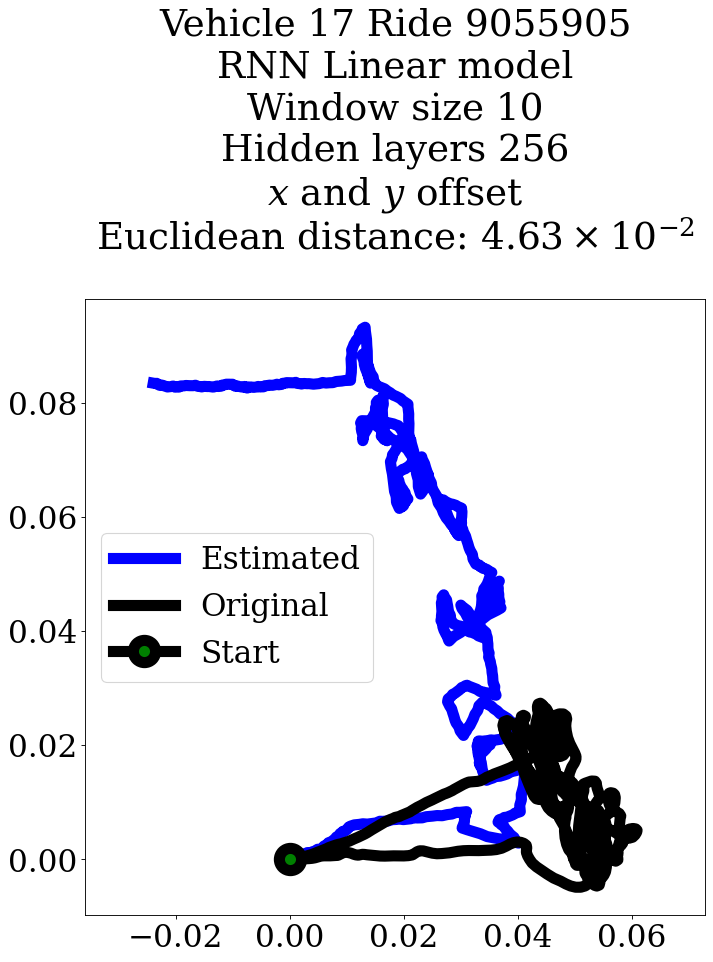 Vehicle 17 Ride 9055905
RNN Linear model
Window size 10
Hidden layers 256
x and y offset
Euclidean distance: 4.63 × 10⁻²
0.08
0.06
0.04
0.02
0.00
Estimated
Original
Start
−0.02 0.00 0.02 0.04 0.06